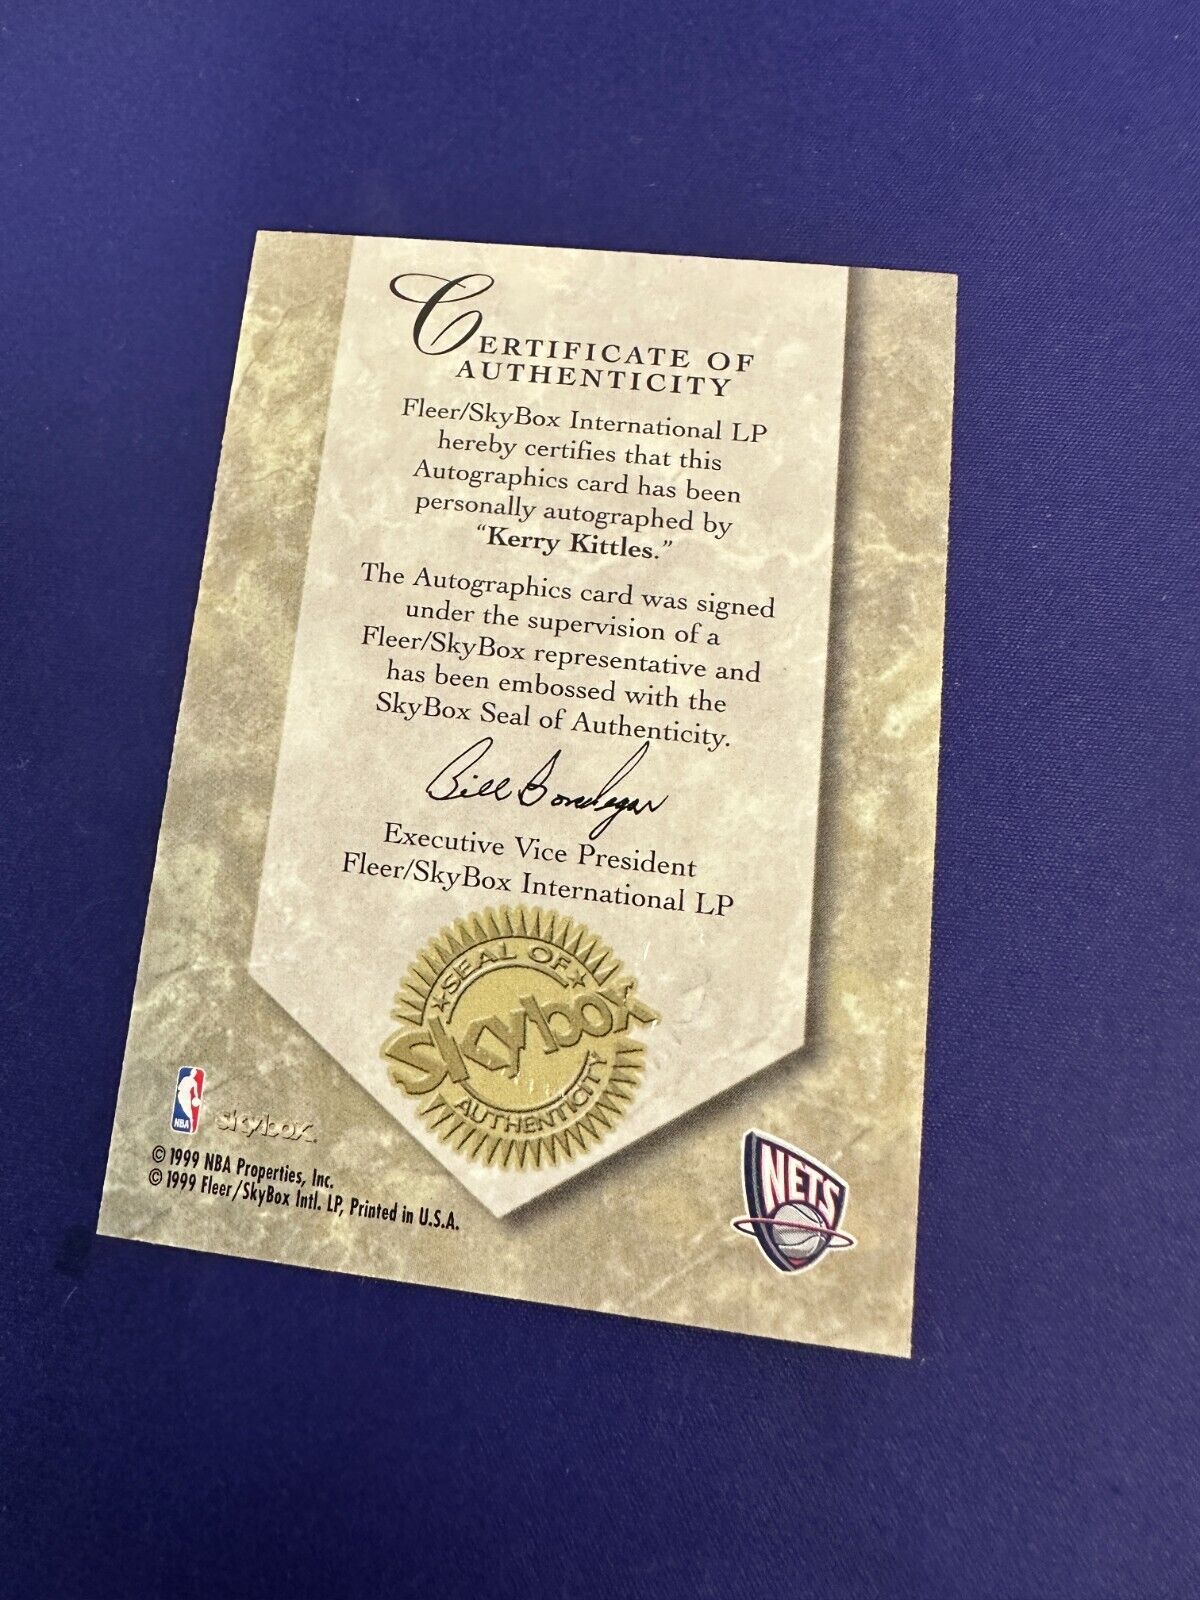 CERTIFICATE OF
AUTHENTICITY
Fleer/SkyBox International LP
hereby certifies that this
Autographics card has been
personally autographed by
“Kerry Kittles.”
The Autographics card was signed
under the supervision of a
Fleer/SkyBox representative and
has been embossed with the
SkyBox Seal of Authenticity.
Executive Vice President
Fleer/SkyBox International LP
SEAL OF
SkyboX
AUTHENTICITY
NBA
skybox
© 1999 NBA Properties, Inc.
© 1999 Fleer/SkyBox Intl. LP, Printed in U.S.A.
NETS